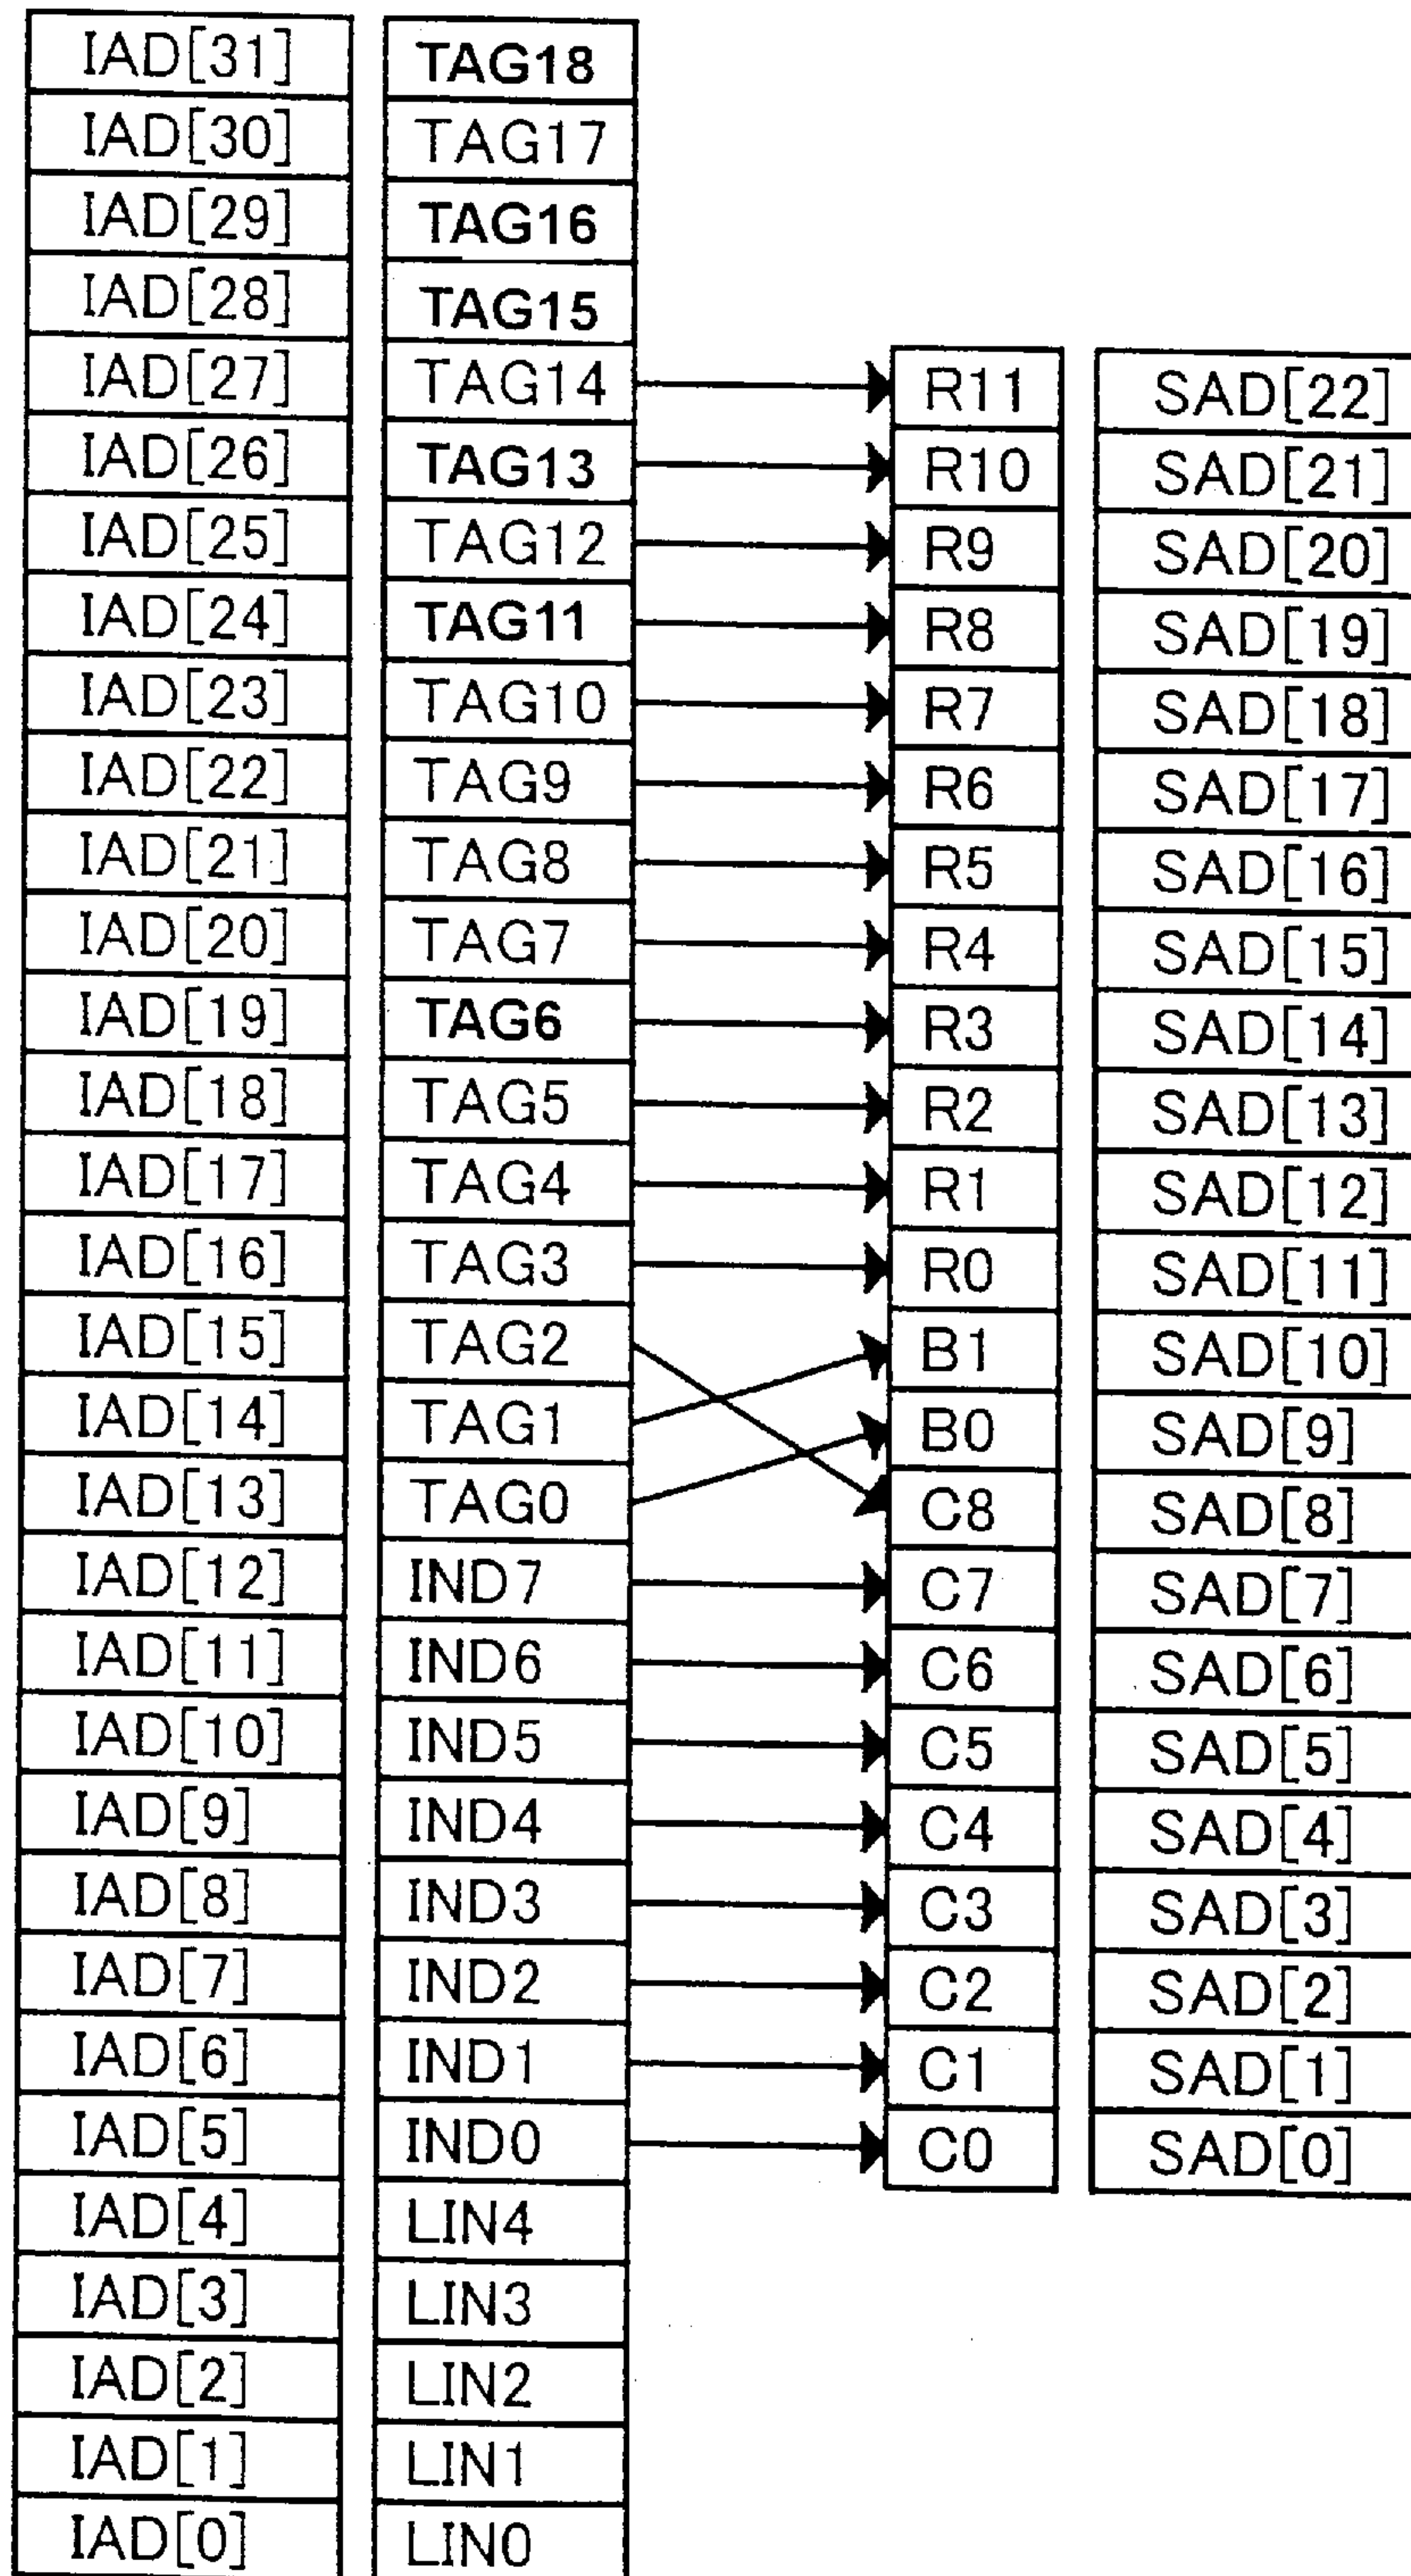 IAD[31] TAG18
IAD[30] TAG17
IAD[29] TAG16
IAD[28] TAG15
IAD[27] TAG14 R11 SAD[22]
IAD[26] TAG13 R10 SAD[21]
IAD[25] TAG12 R9 SAD[20]
IAD[24] TAG11 R8 SAD[19]
IAD[23] TAG10 R7 SAD[18]
IAD[22] TAG9 R6 SAD[17]
IAD[21] TAG8 R5 SAD[16]
IAD[20] TAG7 R4 SAD[15]
IAD[19] TAG6 R3 SAD[14]
IAD[18] TAG5 R2 SAD[13]
IAD[17] TAG4 R1 SAD[12]
IAD[16] TAG3 R0 SAD[11]
IAD[15] TAG2 B1 SAD[10]
IAD[14] TAG1 B0 SAD[9]
IAD[13] TAG0 C8 SAD[8]
IAD[12] IND7 C7 SAD[7]
IAD[11] IND6 C6 SAD[6]
IAD[10] IND5 C5 SAD[5]
IAD[9] IND4 C4 SAD[4]
IAD[8] IND3 C3 SAD[3]
IAD[7] IND2 C2 SAD[2]
IAD[6] IND1 C1 SAD[1]
IAD[5] IND0 C0 SAD[0]
IAD[4] LIN4
IAD[3] LIN3
IAD[2] LIN2
IAD[1] LIN1
IAD[0] LIN0